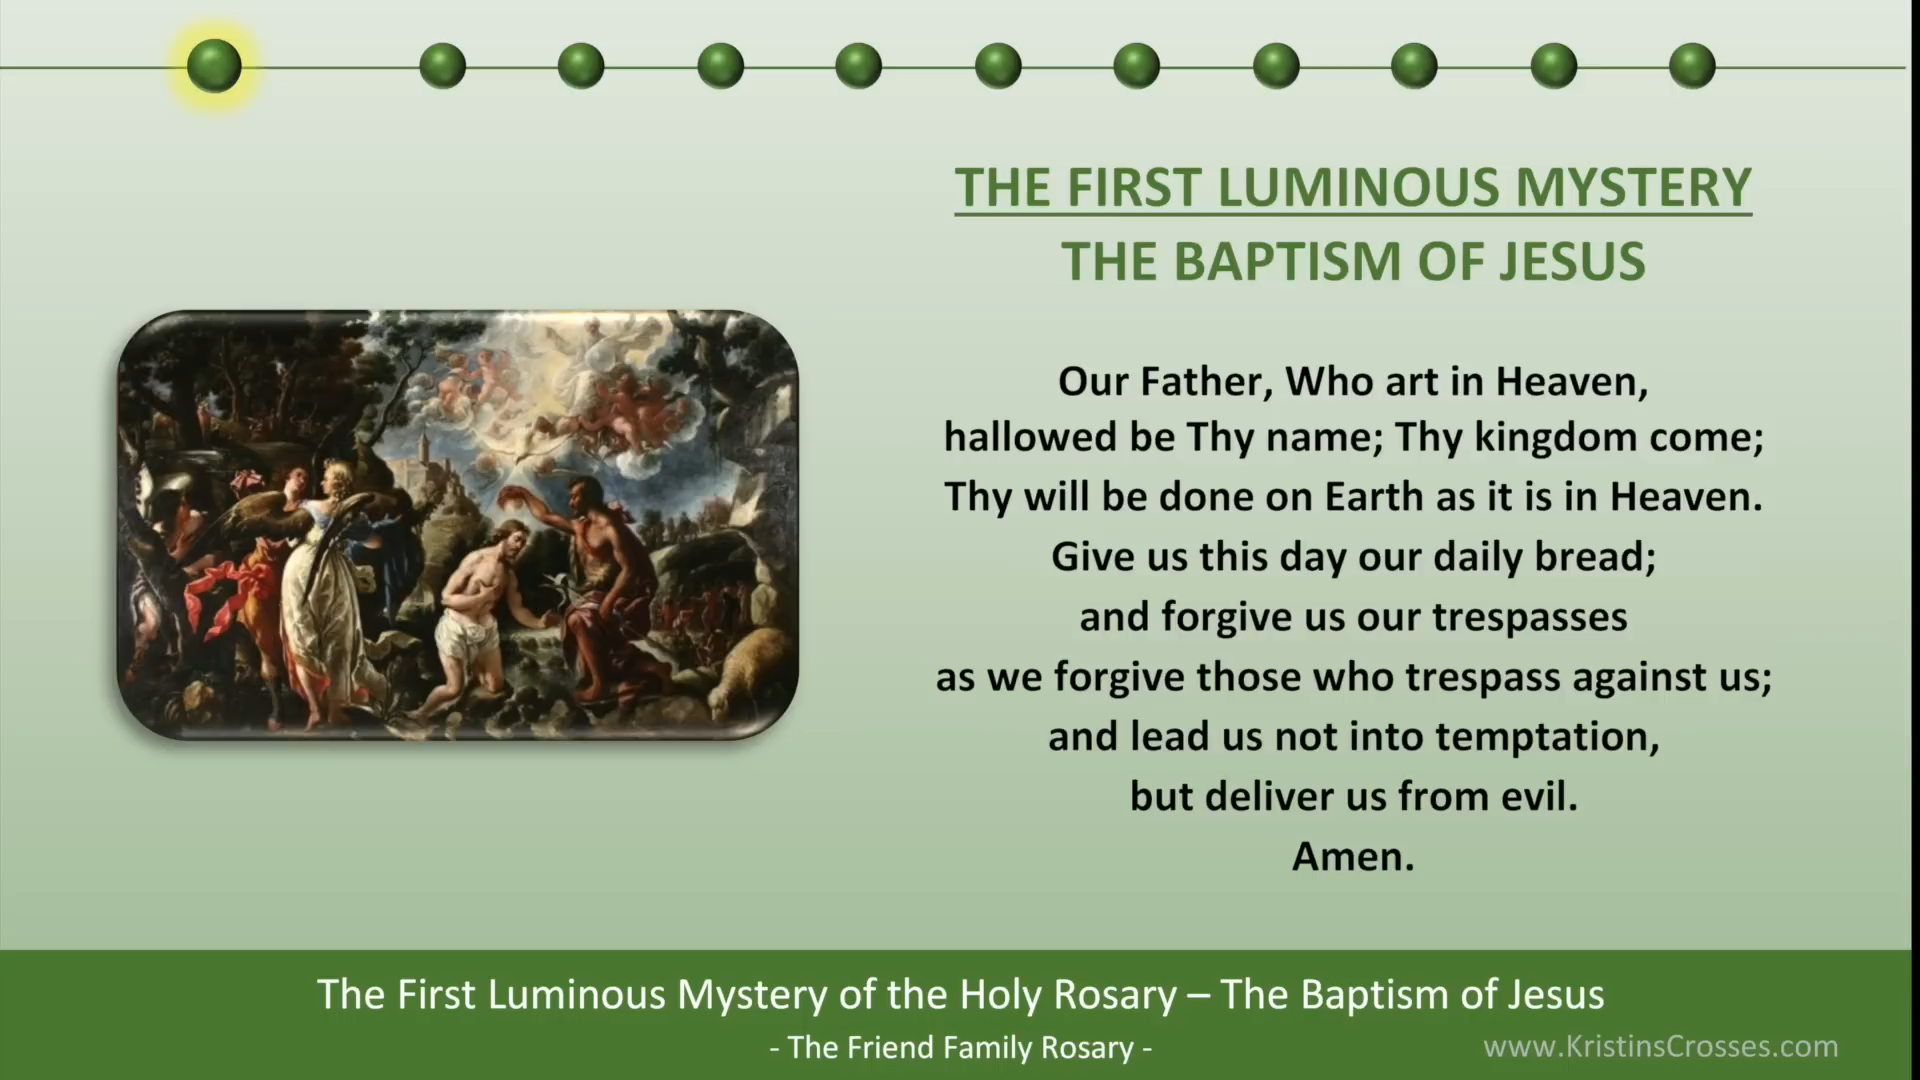 THE FIRST LUMINOUS MYSTERY
THE BAPTISM OF JESUS
Our Father, Who art in Heaven,
hallowed be Thy name; Thy kingdom come;
Thy will be done on Earth as it is in Heaven.
Give us this day our daily bread;
and forgive us our trespasses
as we forgive those who trespass against us;
and lead us not into temptation,
but deliver us from evil.
Amen.
The First Luminous Mystery of the Holy Rosary – The Baptism of Jesus
- The Friend Family Rosary -
www.KristinsCrosses.com